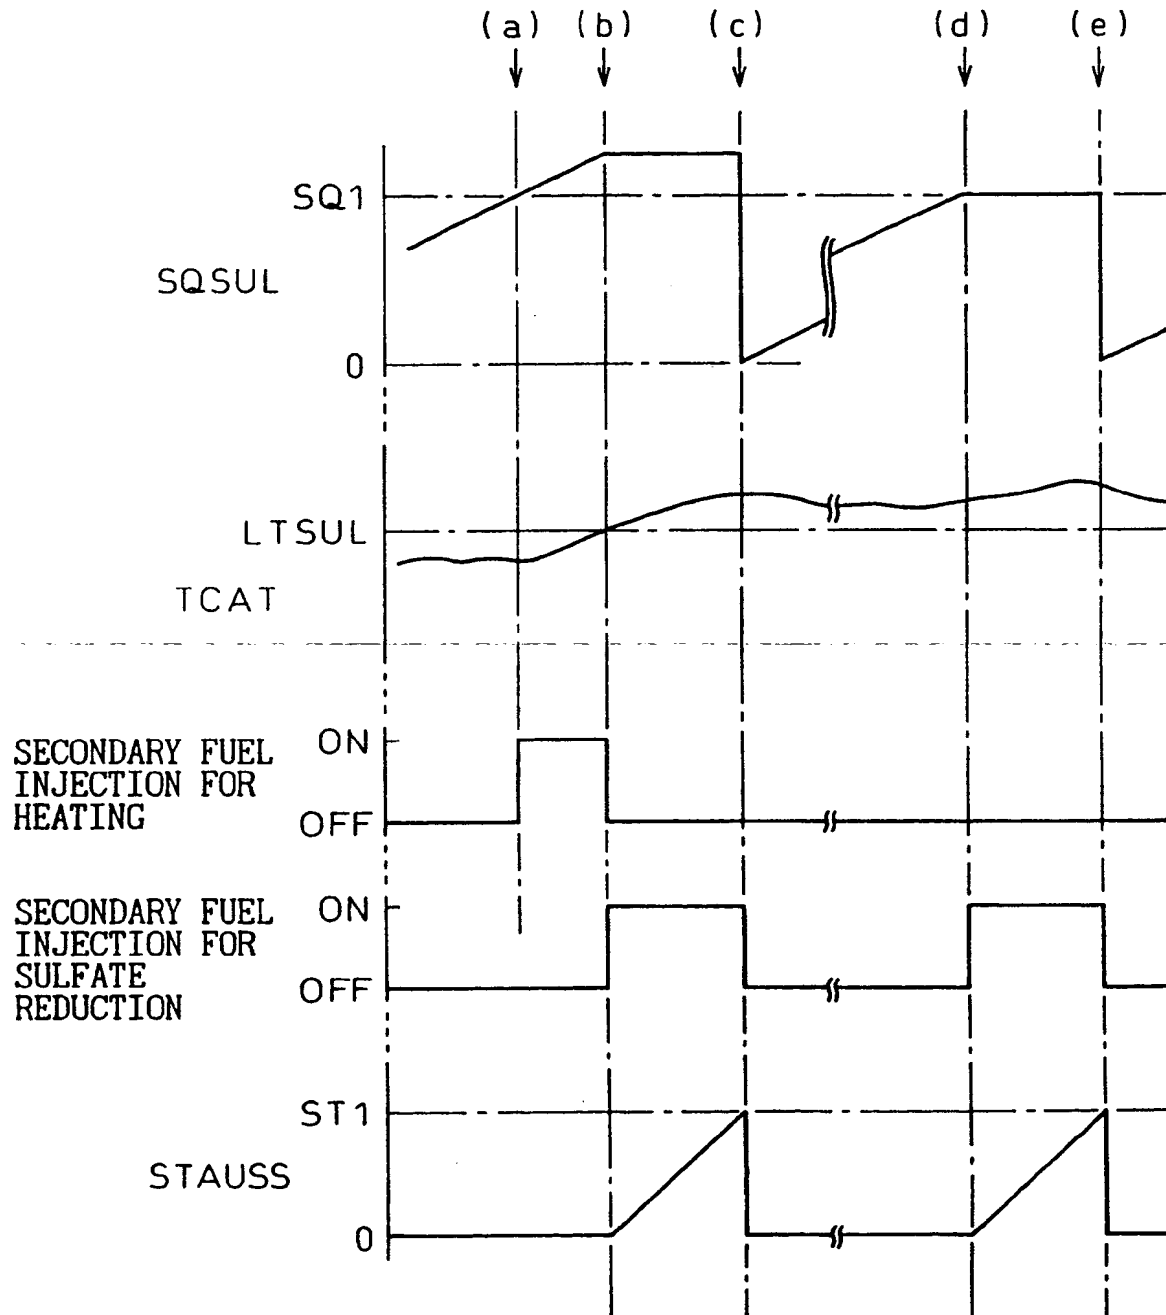 (a) (b) (c) (d) (e)
SQ1
SQSUL
0
LTSUL
TCAT
SECONDARY FUEL
INJECTION FOR
HEATING
ON
OFF
SECONDARY FUEL
INJECTION FOR
SULFATE
REDUCTION
ON
OFF
ST1
STAUSS
0